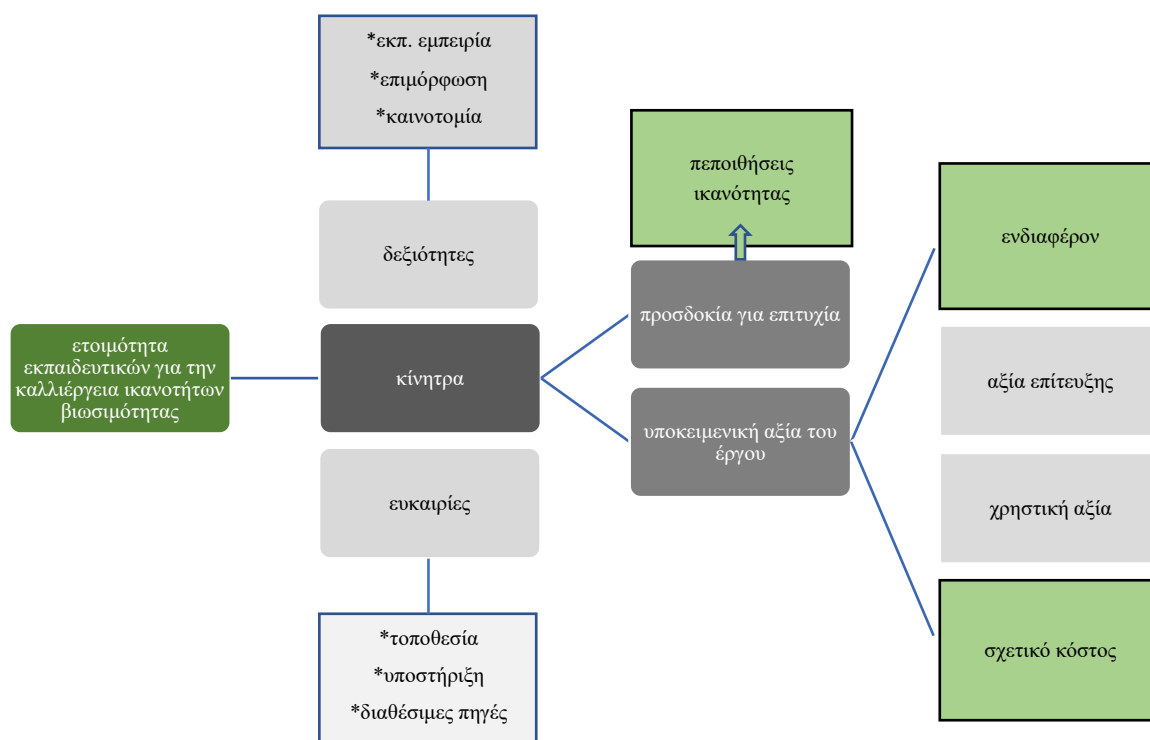 *εκπ. εμπειρία
*επιμόρφωση
*καινοτομία
δεξιότητες
ετοιμότητα
εκπαιδευτικών για την
καλλιέργεια ικανοτήτων
βιωσιμότητας
κίνητρα
ευκαιρίες
*τοποθεσία
*υποστήριξη
*διαθέσιμες πηγές
πεποιθήσεις
ικανότητας
προσδοκία για επιτυχία
υποκειμενική αξία του
έργου
ενδιαφέρον
αξία επίτευξης
χρηστική αξία
σχετικό κόστος